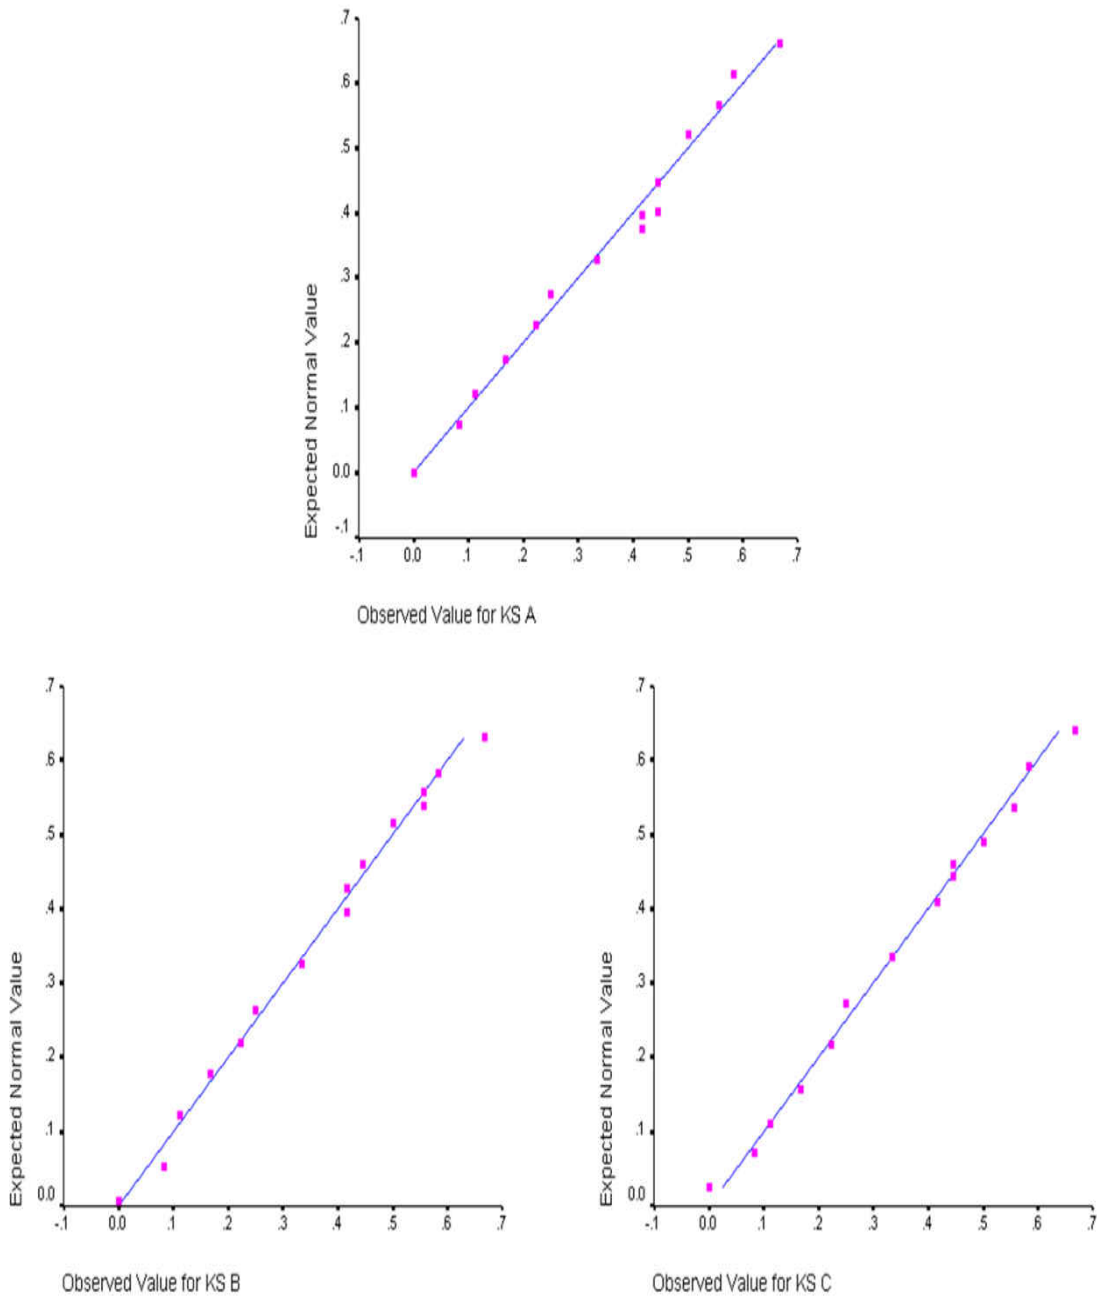 .7
.6
.5
.4
.3
.2
.1
0.0
-.1
Expected Normal Value
-.1 0.0 .1 .2 .3 .4 .5 .6 .7
Observed Value for KS A
.7
.6
.5
.4
.3
.2
.1
0.0
Expected Normal Value
-.1 0.0 .1 .2 .3 .4 .5 .6 .7
Observed Value for KS B
.7
.6
.5
.4
.3
.2
.1
0.0
Expected Normal Value
-.1 0.0 .1 .2 .3 .4 .5 .6 .7
Observed Value for KS C